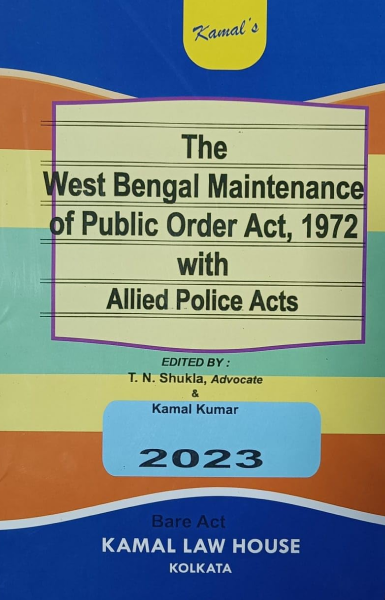 Kamal's
The
West Bengal Maintenance
of Public Order Act, 1972
with
Allied Police Acts
EDITED BY :
T. N. Shukla, Advocate
&
Kamal Kumar
2023
Bare Act
KAMAL LAW HOUSE
KOLKATA